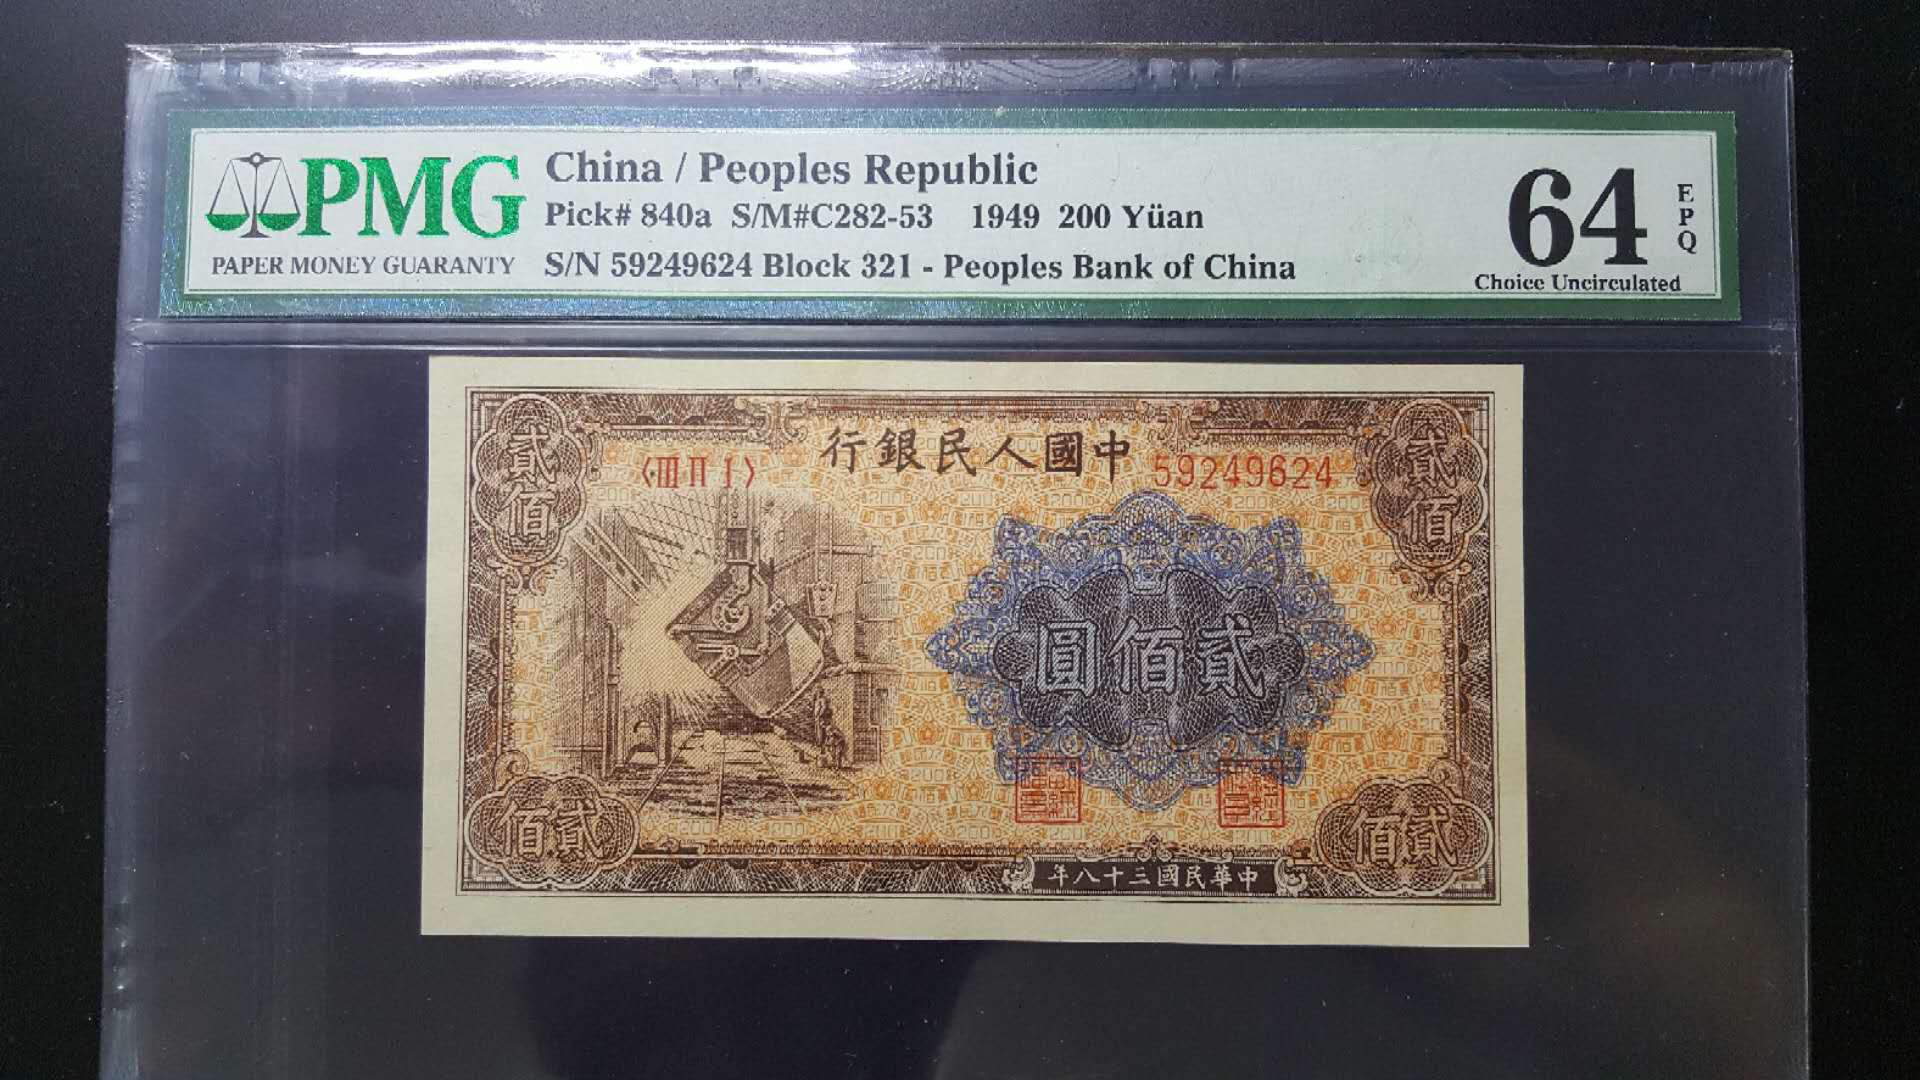 PMG
PAPER MONEY GUARANTY
China / Peoples Republic
Pick# 840a S/M#C282-53 1949 200 Yüan
S/N 59249624 Block 321 - Peoples Bank of China
64
EPQ
Choice Uncirculated
行銀民人國中
〈III II I〉
59249624
貳佰
貳佰
圓佰貳
佰貳
佰貳
年八十三國民華中